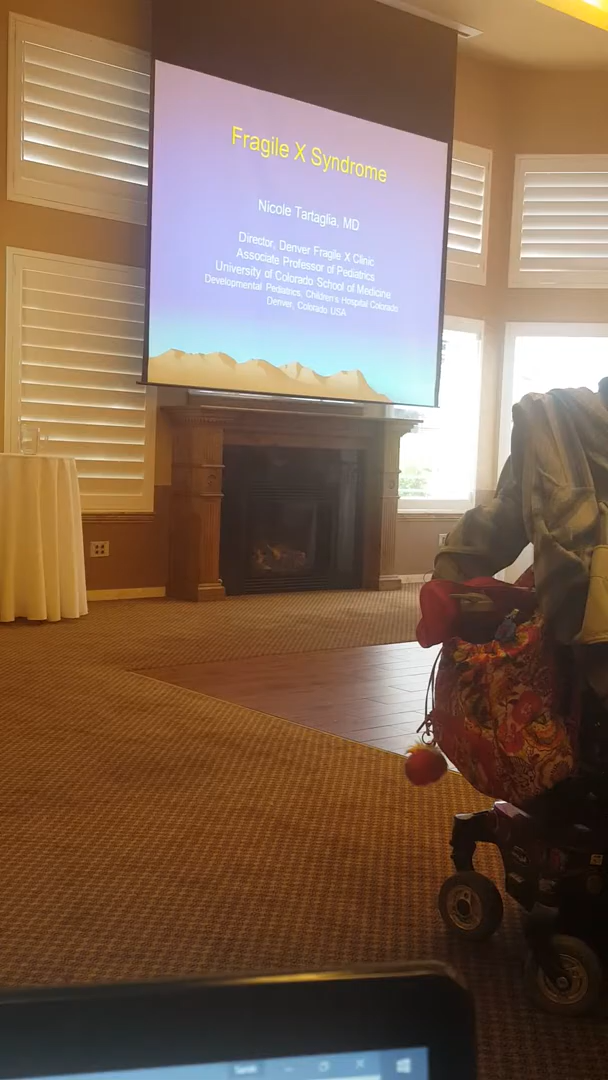 Fragile X Syndrome
Nicole Tartaglia, MD
Director, Denver Fragile X Clinic
Associate Professor of Pediatrics
University of Colorado School of Medicine
Developmental Pediatrics, Children's Hospital Colorado
Denver, Colorado USA